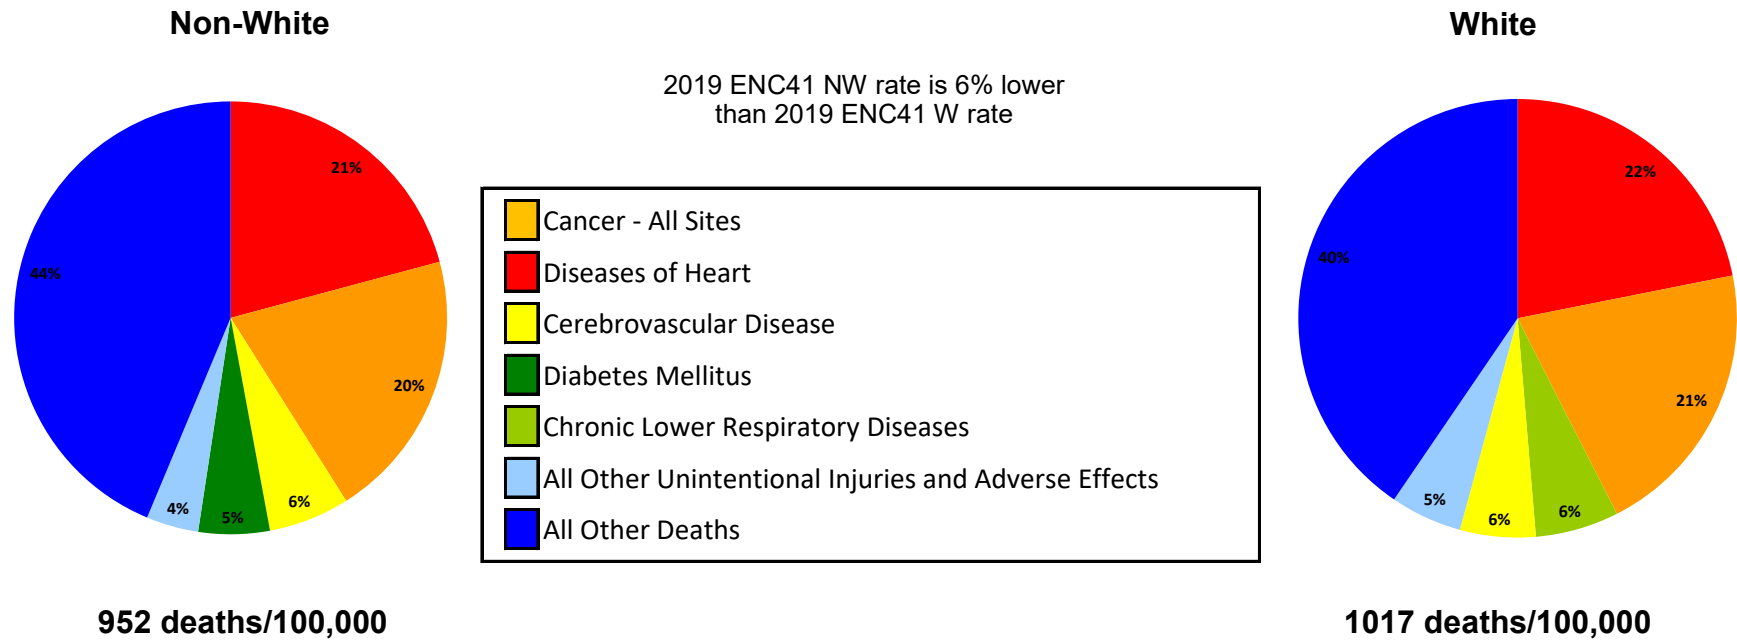 Non-White
White
2019 ENC41 NW rate is 6% lower
than 2019 ENC41 W rate
21%
20%
6%
5%
4%
44%
Cancer - All Sites
Diseases of Heart
Cerebrovascular Disease
Diabetes Mellitus
Chronic Lower Respiratory Diseases
All Other Unintentional Injuries and Adverse Effects
All Other Deaths
22%
21%
6%
6%
5%
40%
952 deaths/100,000
1017 deaths/100,000